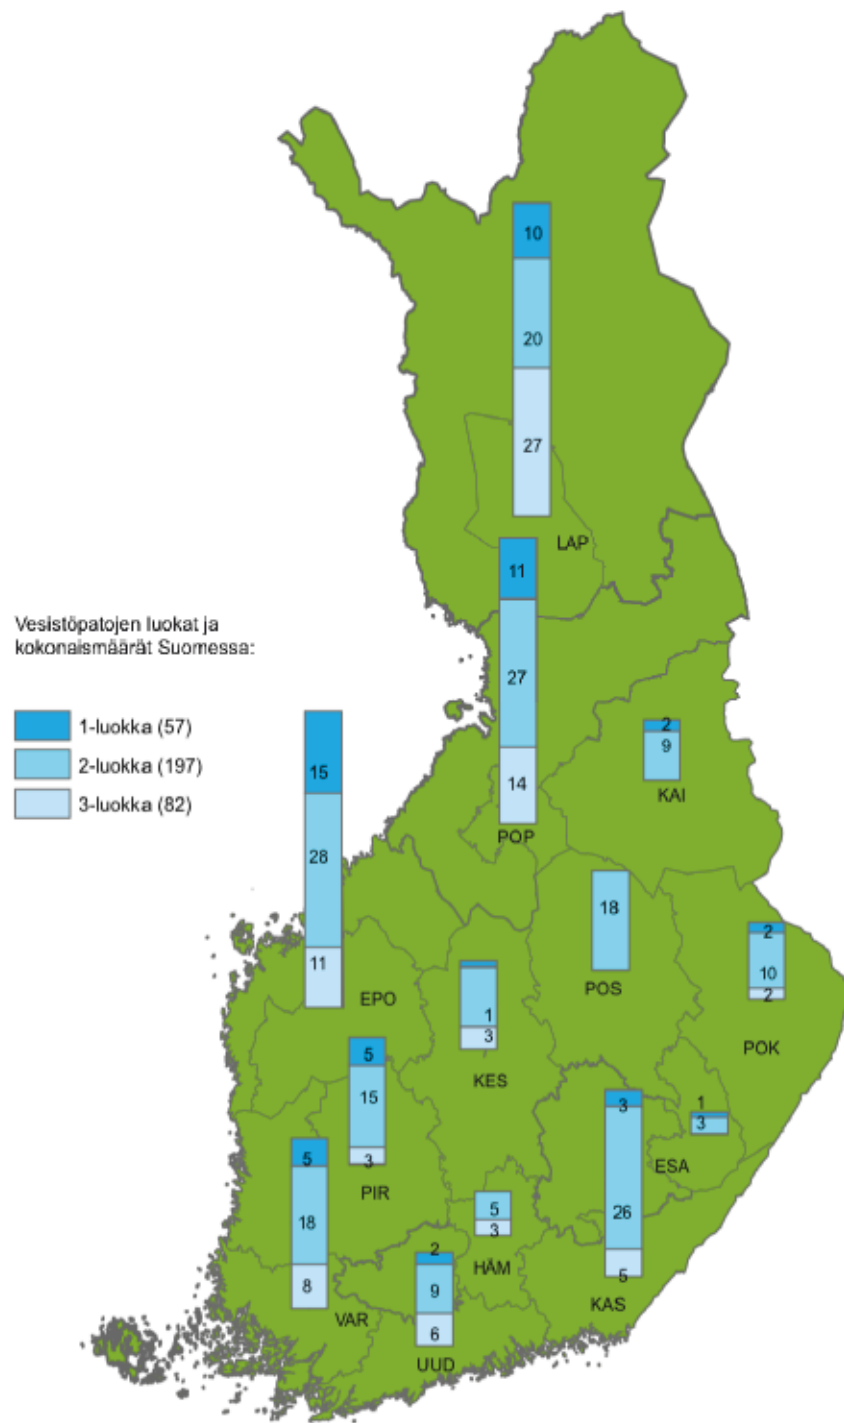 10
20
27
LAP
11
27
14
POP
Vesistöpatojen luokat ja
kokonaismäärät Suomessa:
1-luokka (57)
2-luokka (197)
3-luokka (82)
2
9
KAI
15
28
11
EPO
18
POS
2
10
2
POK
1
3
KES
5
15
3
PIR
3
26
5
KAS
1
3
ESA
5
18
8
VAR
5
3
HÄM
2
9
6
UUD